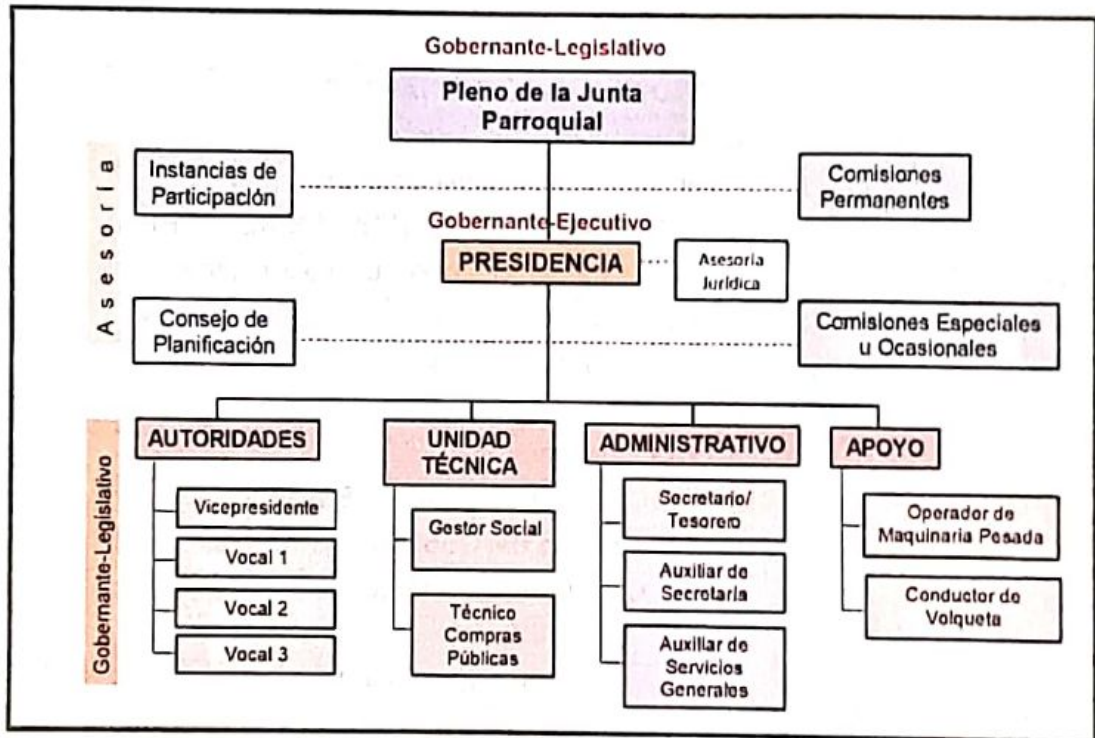 Gobernante-Legislativo
Pleno de la Junta
Parroquial
Asesoría
Instancias de
Participación
Comisiones
Permanentes
Gobernante-Ejecutivo
PRESIDENCIA
Asesoría
Jurídica
Consejo de
Planificación
Comisiones Especiales
u Ocasionales
Gobernante-Legislativo
AUTORIDADES
Vicepresidente
Vocal 1
Vocal 2
Vocal 3
UNIDAD
TÉCNICA
Gestor Social
Técnico
Compras
Públicas
ADMINISTRATIVO
Secretario/
Tesorero
Auxiliar de
Secretaría
Auxiliar de
Servicios
Generales
APOYO
Operador de
Maquinaria Pesada
Conductor de
Volqueta